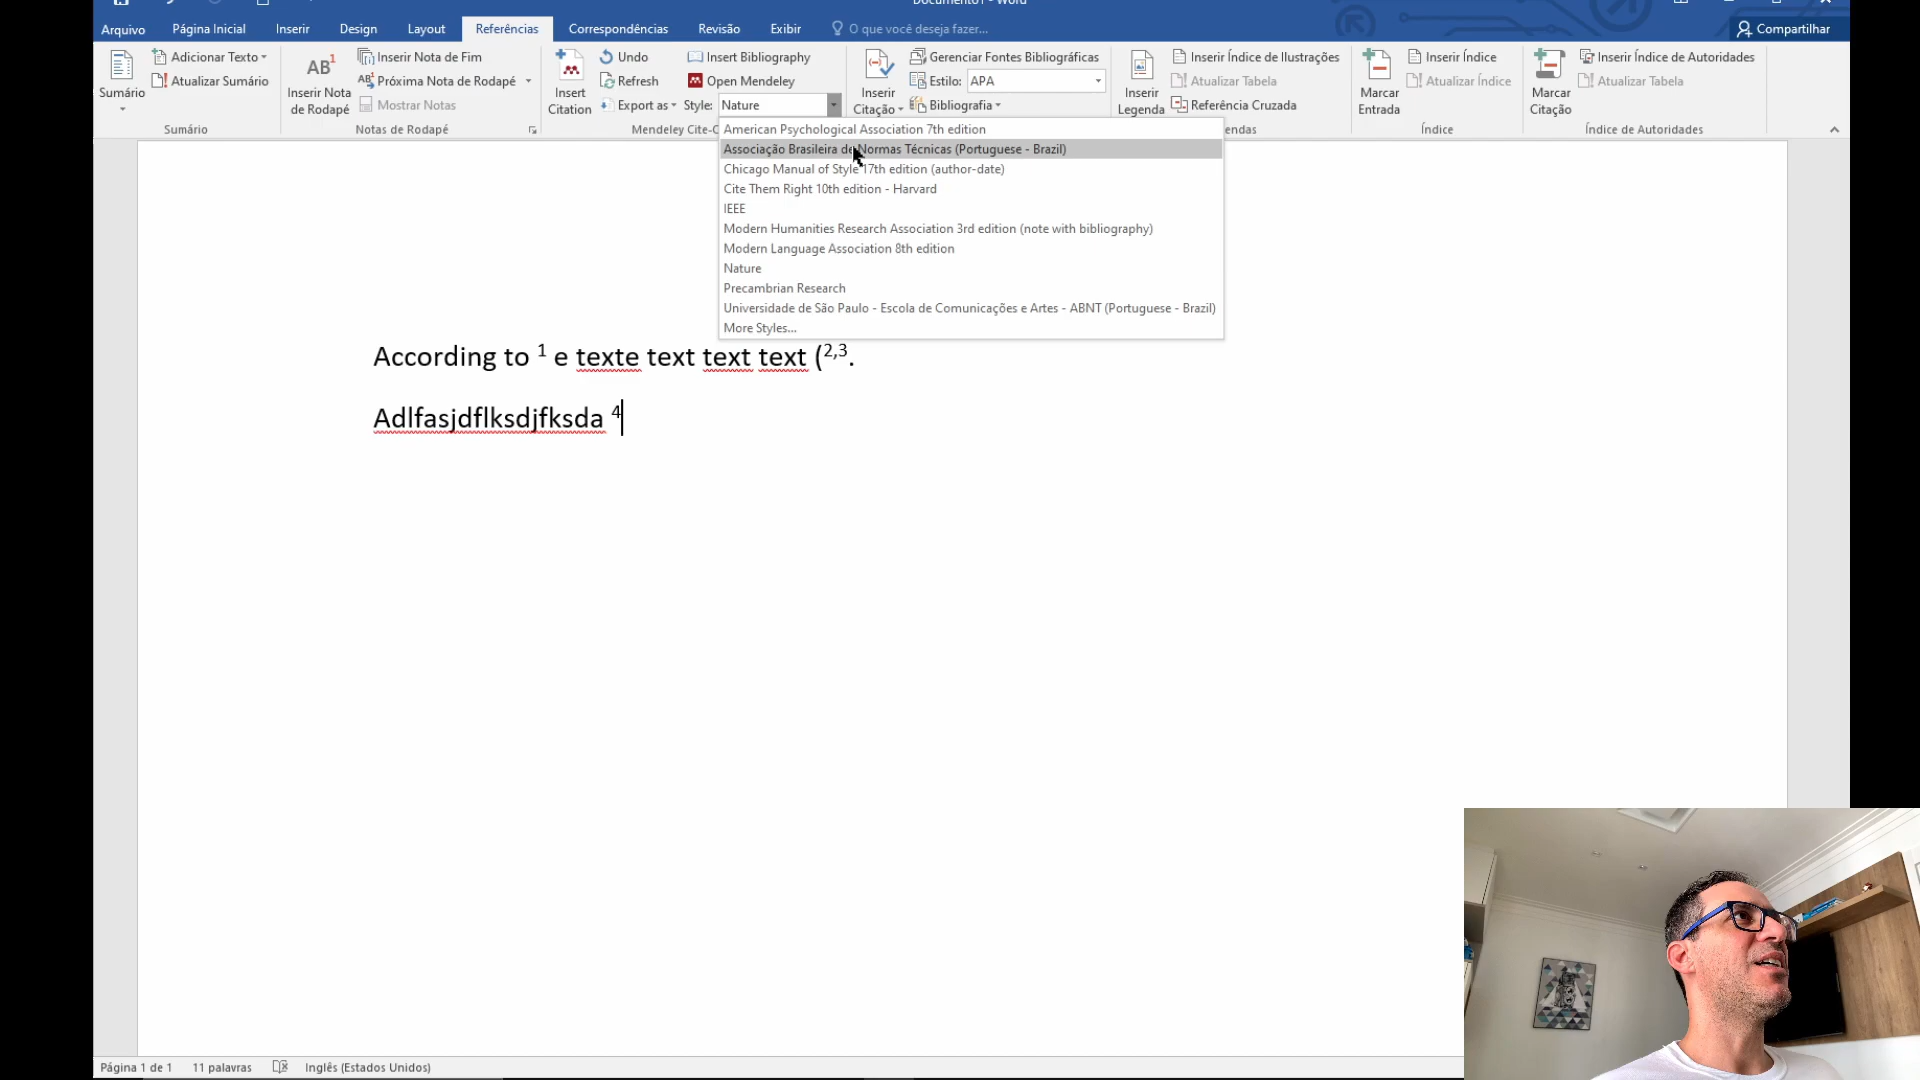 Documento1 - Word
Arquivo Página Inicial Inserir Design Layout Referências Correspondências Revisão Exibir O que você deseja fazer... Compartilhar
Sumário
Adicionar Texto
Atualizar Sumário
Sumário
AB¹
Inserir Nota de Rodapé
Inserir Nota de Fim
Próxima Nota de Rodapé
Mostrar Notas
Notas de Rodapé
Insert Citation
Undo
Refresh
Export as
Insert Bibliography
Open Mendeley
Style: Nature
Mendeley Cite-O
Inserir Citação
Gerenciar Fontes Bibliográficas
Estilo: APA
Bibliografia
Inserir Legenda
Inserir Índice de Ilustrações
Atualizar Tabela
Referência Cruzada
endas
Marcar Entrada
Inserir Índice
Atualizar Índice
Índice
Marcar Citação
Inserir Índice de Autoridades
Atualizar Tabela
Índice de Autoridades
American Psychological Association 7th edition
Associação Brasileira de Normas Técnicas (Portuguese - Brazil)
Chicago Manual of Style 17th edition (author-date)
Cite Them Right 10th edition - Harvard
IEEE
Modern Humanities Research Association 3rd edition (note with bibliography)
Modern Language Association 8th edition
Nature
Precambrian Research
Universidade de São Paulo - Escola de Comunicações e Artes - ABNT (Portuguese - Brazil)
More Styles...
According to ¹ e texte text text text (²,³.
Adlfasjdflksdjfksda ⁴
Página 1 de 1 11 palavras Inglês (Estados Unidos)